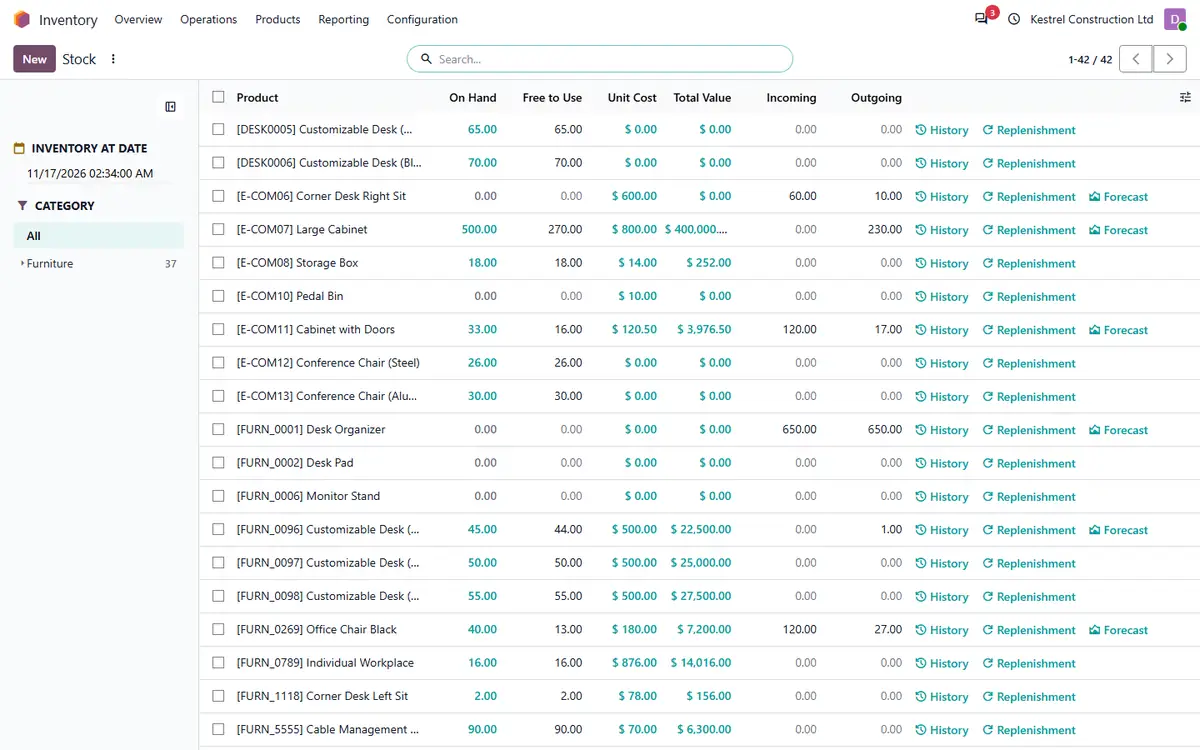 Inventory Overview Operations Products Reporting Configuration 3 Kestrel Construction Ltd D
New Stock Search... 1-42 / 42
Product On Hand Free to Use Unit Cost Total Value Incoming Outgoing
INVENTORY AT DATE
11/17/2026 02:34:00 AM
CATEGORY
All
Furniture 37
[DESK0005] Customizable Desk (... 65.00 65.00 $ 0.00 $ 0.00 0.00 0.00 History Replenishment
[DESK0006] Customizable Desk (Bl... 70.00 70.00 $ 0.00 $ 0.00 0.00 0.00 History Replenishment
[E-COM06] Corner Desk Right Sit 0.00 0.00 $ 600.00 $ 0.00 60.00 10.00 History Replenishment Forecast
[E-COM07] Large Cabinet 500.00 270.00 $ 800.00 $ 400,000.... 0.00 230.00 History Replenishment Forecast
[E-COM08] Storage Box 18.00 18.00 $ 14.00 $ 252.00 0.00 0.00 History Replenishment
[E-COM10] Pedal Bin 0.00 0.00 $ 10.00 $ 0.00 0.00 0.00 History Replenishment
[E-COM11] Cabinet with Doors 33.00 16.00 $ 120.50 $ 3,976.50 120.00 17.00 History Replenishment Forecast
[E-COM12] Conference Chair (Steel) 26.00 26.00 $ 0.00 $ 0.00 0.00 0.00 History Replenishment
[E-COM13] Conference Chair (Alu... 30.00 30.00 $ 0.00 $ 0.00 0.00 0.00 History Replenishment
[FURN_0001] Desk Organizer 0.00 0.00 $ 0.00 $ 0.00 650.00 650.00 History Replenishment Forecast
[FURN_0002] Desk Pad 0.00 0.00 $ 0.00 $ 0.00 0.00 0.00 History Replenishment
[FURN_0006] Monitor Stand 0.00 0.00 $ 0.00 $ 0.00 0.00 0.00 History Replenishment
[FURN_0096] Customizable Desk (... 45.00 44.00 $ 500.00 $ 22,500.00 0.00 1.00 History Replenishment Forecast
[FURN_0097] Customizable Desk (... 50.00 50.00 $ 500.00 $ 25,000.00 0.00 0.00 History Replenishment
[FURN_0098] Customizable Desk (... 55.00 55.00 $ 500.00 $ 27,500.00 0.00 0.00 History Replenishment
[FURN_0269] Office Chair Black 40.00 13.00 $ 180.00 $ 7,200.00 120.00 27.00 History Replenishment Forecast
[FURN_0789] Individual Workplace 16.00 16.00 $ 876.00 $ 14,016.00 0.00 0.00 History Replenishment
[FURN_1118] Corner Desk Left Sit 2.00 2.00 $ 78.00 $ 156.00 0.00 0.00 History Replenishment
[FURN_5555] Cable Management ... 90.00 90.00 $ 70.00 $ 6,300.00 0.00 0.00 History Replenishment